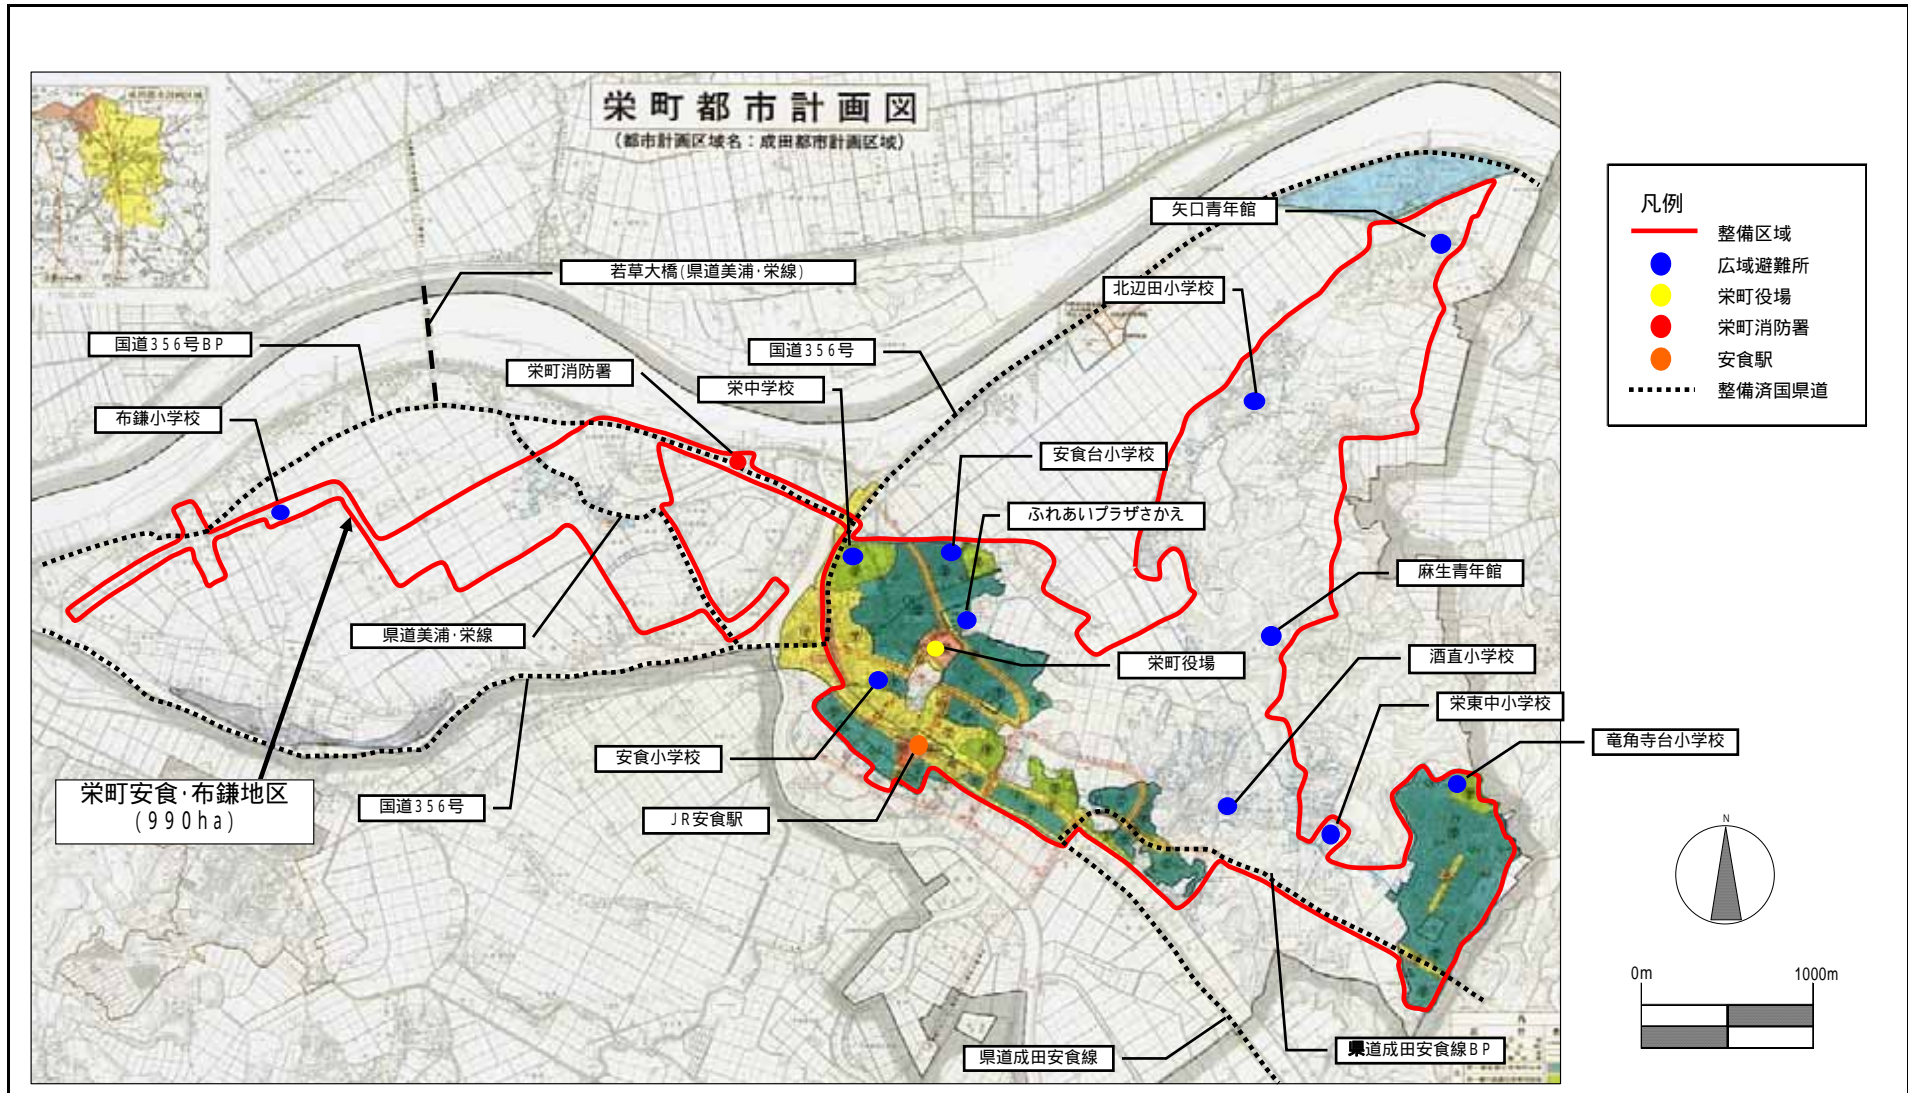 栄町都市計画図
(都市計画区域名：成田都市計画区域)
矢口青年館
若草大橋(県道美浦・栄線)
北辺田小学校
国道356号BP
国道356号
栄町消防署
栄中学校
布鎌小学校
安食台小学校
ふれあいプラザさかえ
麻生青年館
県道美浦・栄線
栄町役場
酒直小学校
栄東中小学校
竜角寺台小学校
安食小学校
栄町安食・布鎌地区
(990ha)
国道356号
JR安食駅
県道成田安食線
県道成田安食線BP
凡例
整備区域
広域避難所
栄町役場
栄町消防署
安食駅
整備済国県道
N
0m
1000m